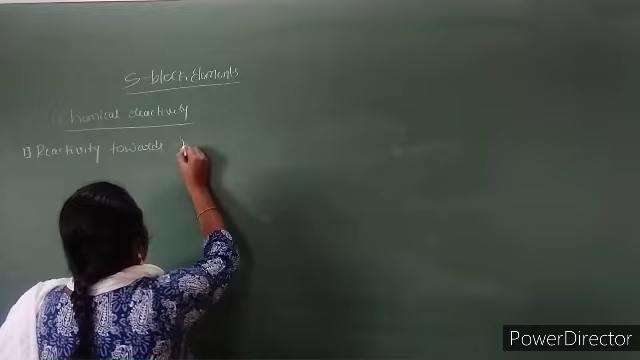 S-block Elements
Chemical reactivity
1] Reactivity towards
PowerDirector